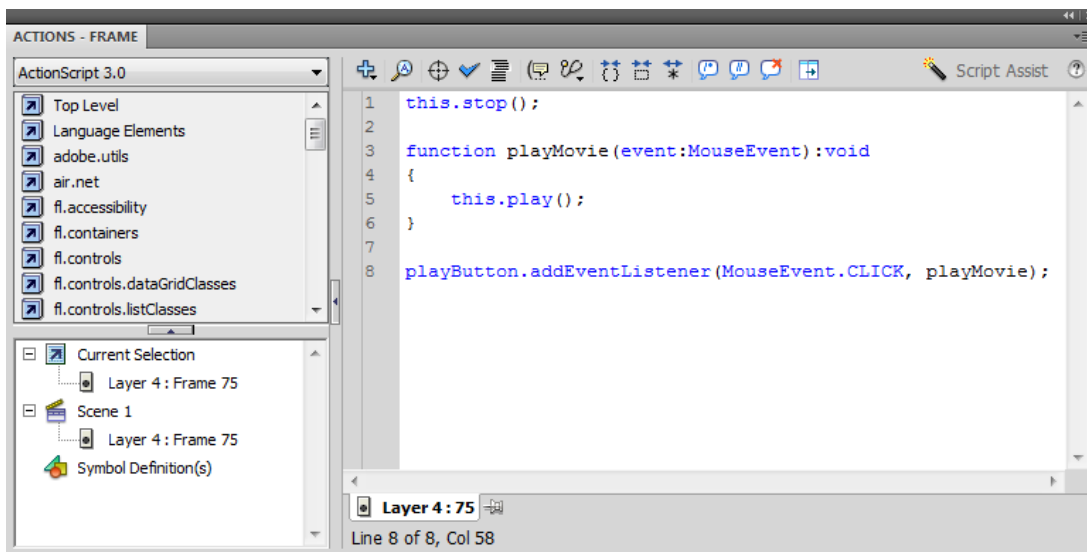 ACTIONS - FRAME
ActionScript 3.0
Top Level
Language Elements
adobe.utils
air.net
fl.accessibility
fl.containers
fl.controls
fl.controls.dataGridClasses
fl.controls.listClasses
Current Selection
Layer 4 : Frame 75
Scene 1
Layer 4 : Frame 75
Symbol Definition(s)
Script Assist
1 this.stop();
2
3 function playMovie(event:MouseEvent):void
4 {
5 this.play();
6 }
7
8 playButton.addEventListener(MouseEvent.CLICK, playMovie);
Layer 4 : 75
Line 8 of 8, Col 58